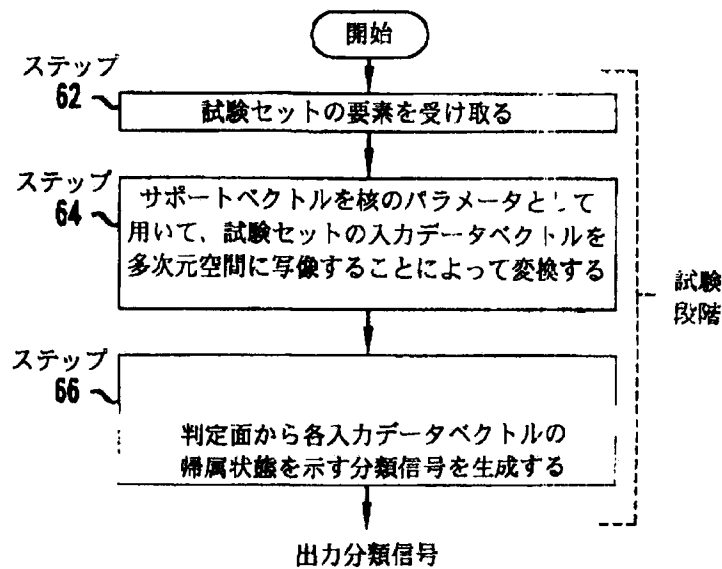 開始
ステップ
62
試験セットの要素を受け取る
ステップ
64
サポートベクトルを核のパラメータとして
用いて、試験セットの入力データベクトルを
多次元空間に写像することによって変換する
試験
段階
ステップ
66
判定面から各入力データベクトルの
帰属状態を示す分類信号を生成する
出力分類信号